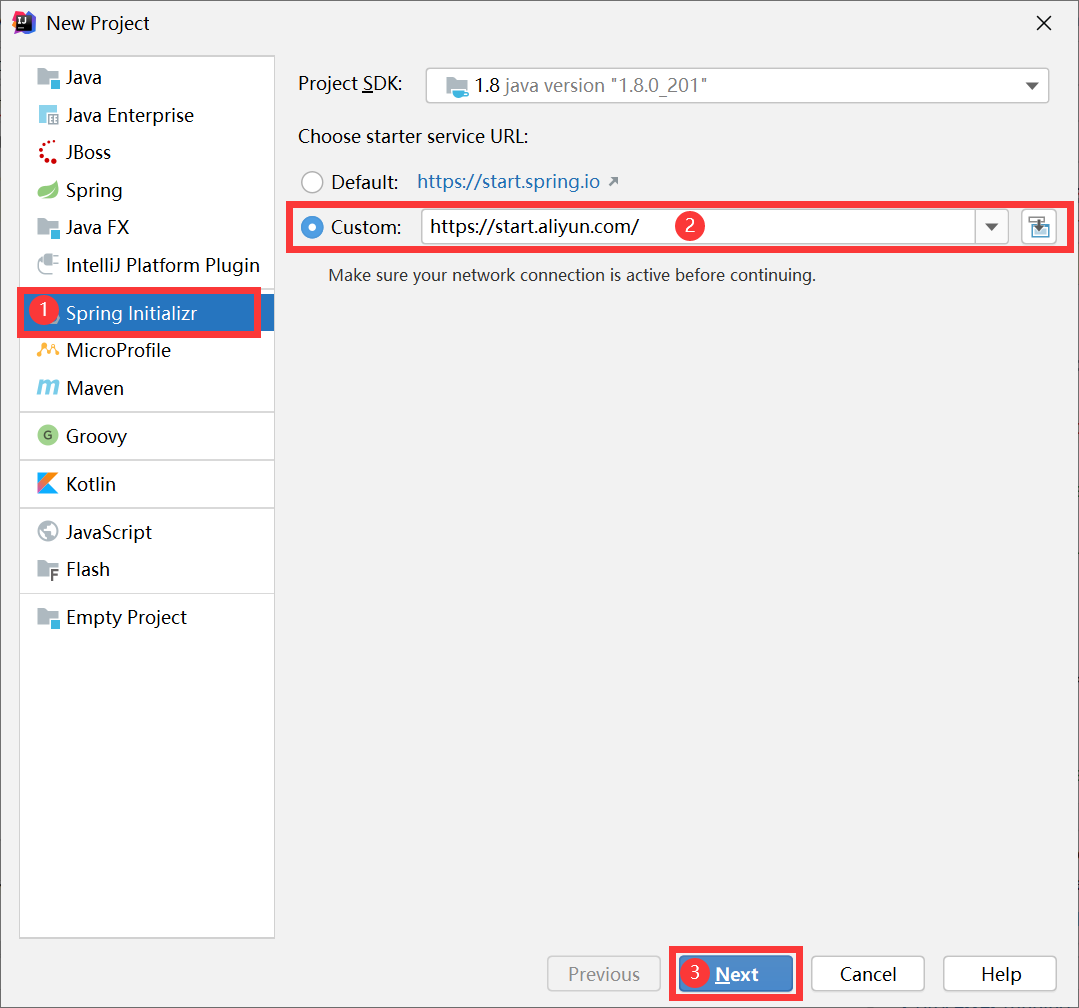 New Project
Java
Java Enterprise
JBoss
Spring
Java FX
IntelliJ Platform Plugin
1 Spring Initializr
MicroProfile
Maven
G Groovy
Kotlin
JavaScript
Flash
Empty Project
Project SDK: 1.8 java version "1.8.0_201"
Choose starter service URL:
Default: https://start.spring.io
Custom: https://start.aliyun.com/ 2
Make sure your network connection is active before continuing.
Previous 3 Next Cancel Help